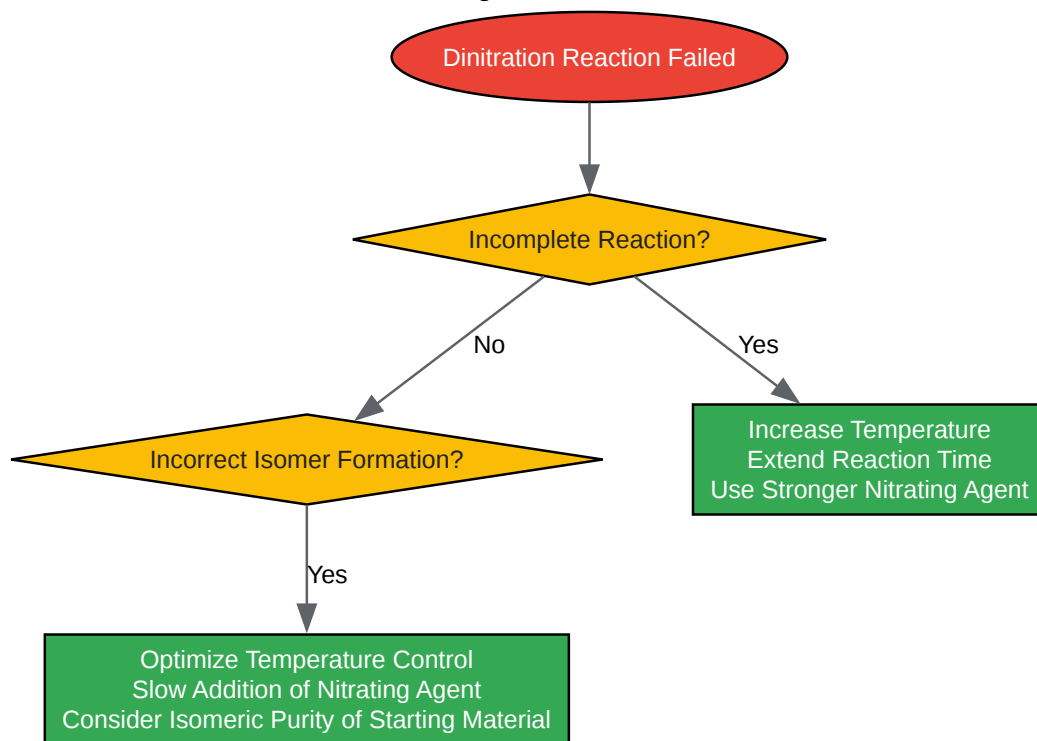 Dinitration Reaction Failed
Incomplete Reaction?
No
Yes
Incorrect Isomer Formation?
Increase Temperature
Extend Reaction Time
Use Stronger Nitrating Agent
Yes
Optimize Temperature Control
Slow Addition of Nitrating Agent
Consider Isomeric Purity of Starting Material